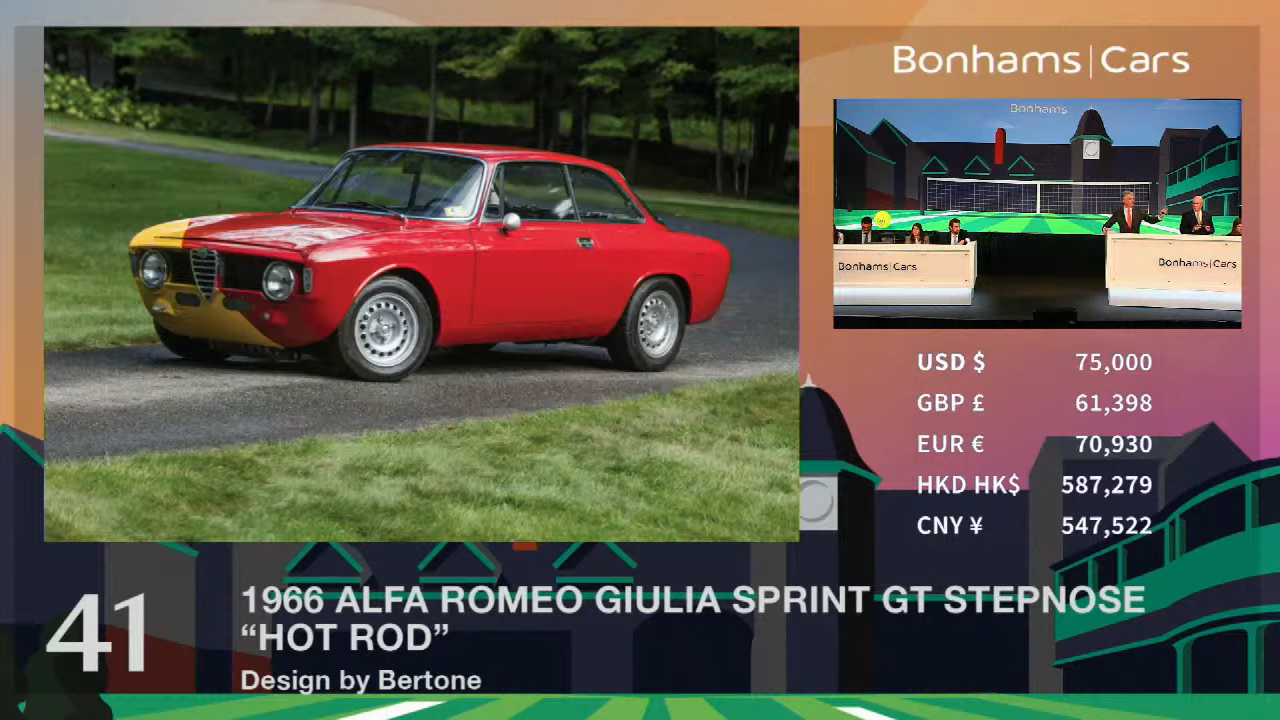 Bonhams|Cars
Bonhams
Bonhams|Cars
Bonhams|Cars
USD $ 75,000
GBP £ 61,398
EUR € 70,930
HKD HK$ 587,279
CNY ¥ 547,522
41
1966 ALFA ROMEO GIULIA SPRINT GT STEPNOSE
“HOT ROD”
Design by Bertone